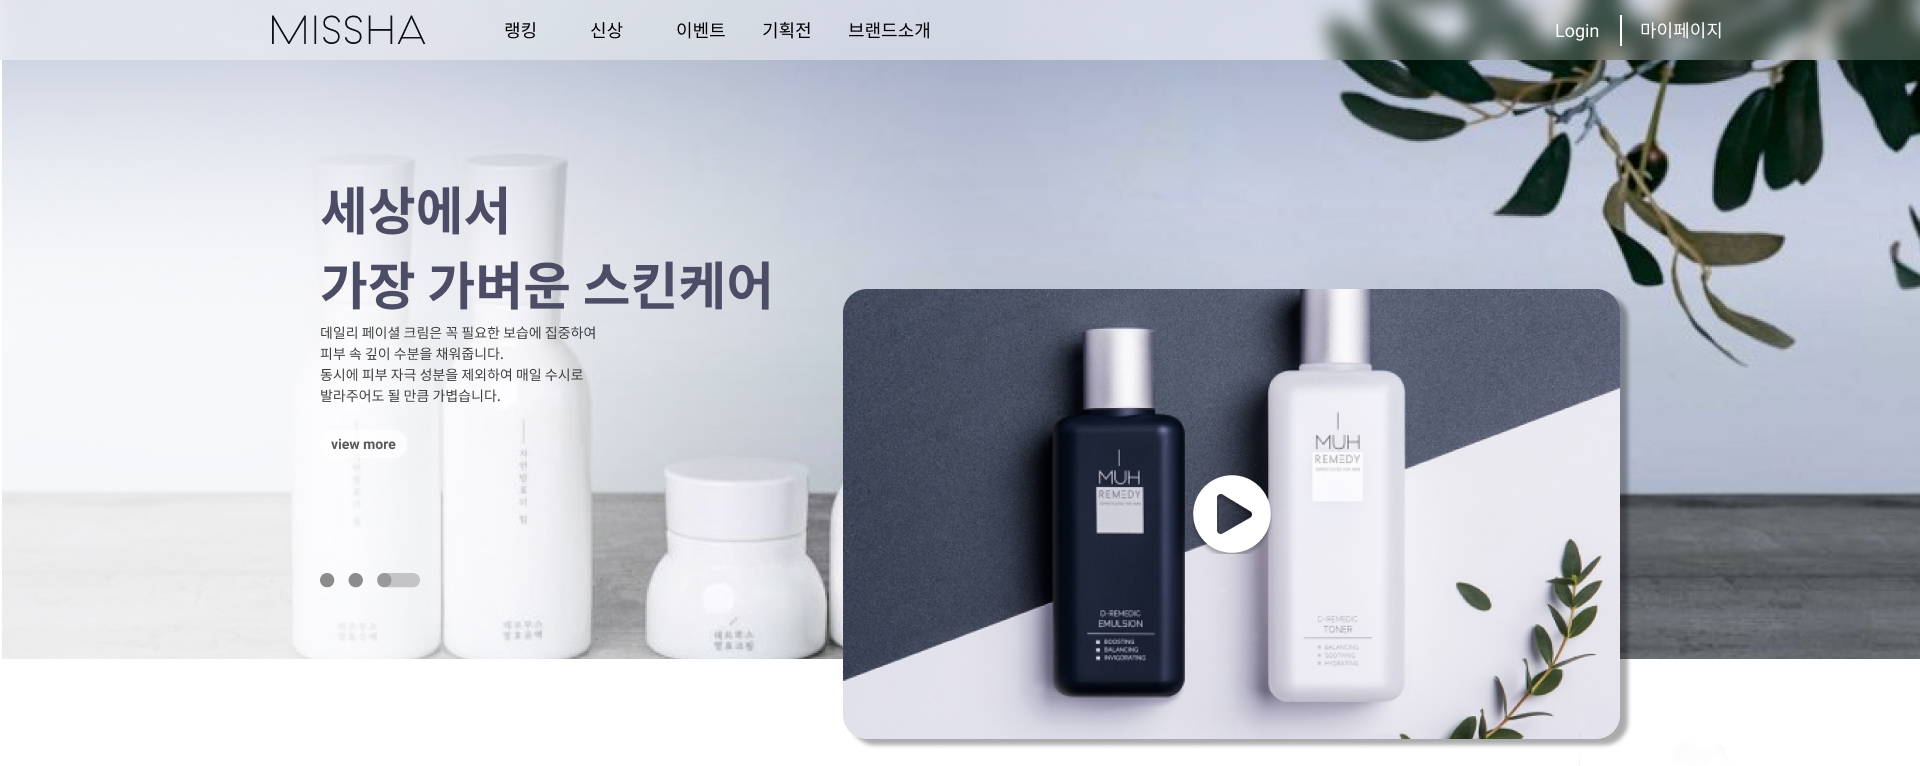 MISSHA
랭킹
신상
이벤트
기획전
브랜드소개
Login
마이페이지
세상에서
가장 가벼운 스킨케어
데일리 페이셜 크림은 꼭 필요한 보습에 집중하여
피부 속 깊이 수분을 채워줍니다.
동시에 피부 자극 성분을 제외하여 매일 수시로
발라주어도 될 만큼 가볍습니다.
view more
MUH
REMEDY
D-REMEDIC
EMULSION
BOOSTING
BALANCING
INVIGORATING
MUH
REMEDY
D-REMEDIC
TONER
BALANCING
SOOTHING
HYDRATING